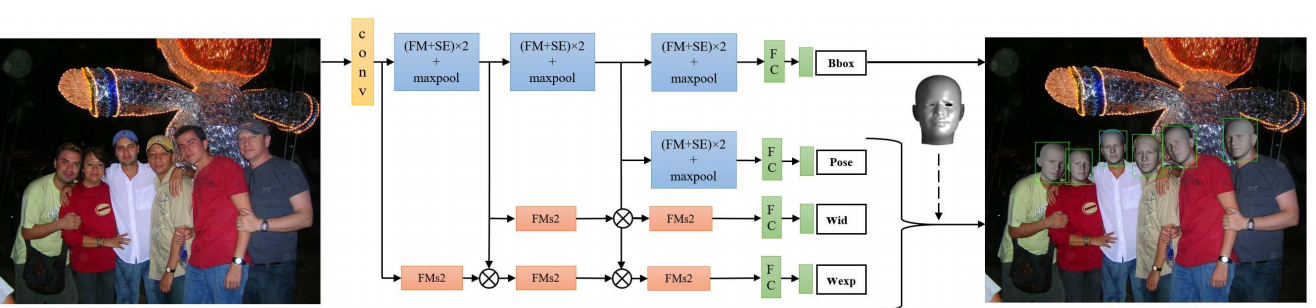 c
o
n
v
(FM+SE)×2
+
maxpool
(FM+SE)×2
+
maxpool
(FM+SE)×2
+
maxpool
F
C
Bbox
(FM+SE)×2
+
maxpool
F
C
Pose
FMs2
FMs2
F
C
Wid
FMs2
FMs2
FMs2
F
C
Wexp